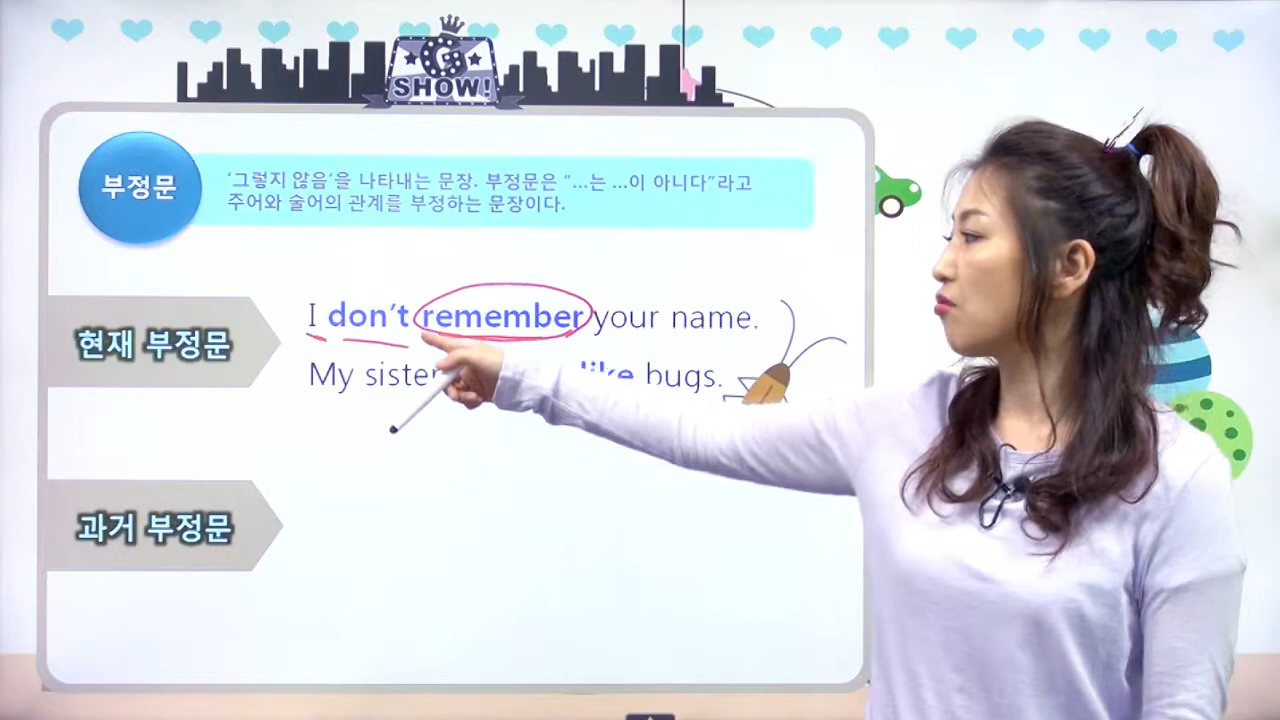 G
SHOW!
부정문
‘그렇지 않음’을 나타내는 문장. 부정문은 “...는 ...이 아니다”라고
주어와 술어의 관계를 부정하는 문장이다.
현재 부정문
I don’t remember your name.
My sister like bugs.
과거 부정문